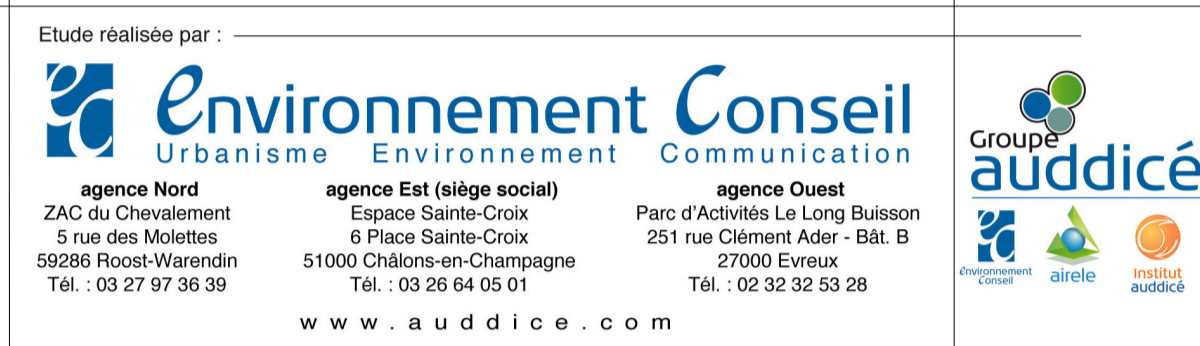 Etude réalisée par :
ec
environnement Conseil
Urbanisme Environnement Communication
agence Nord
ZAC du Chevalement
5 rue des Molettes
59286 Roost-Warendin
Tél. : 03 27 97 36 39
agence Est (siège social)
Espace Sainte-Croix
6 Place Sainte-Croix
51000 Châlons-en-Champagne
Tél. : 03 26 64 05 01
agence Ouest
Parc d'Activités Le Long Buisson
251 rue Clément Ader - Bât. B
27000 Evreux
Tél. : 02 32 32 53 28
www.auddice.com
Groupe
auddicé
ec
environnement
Conseil
airele
Institut
auddicé